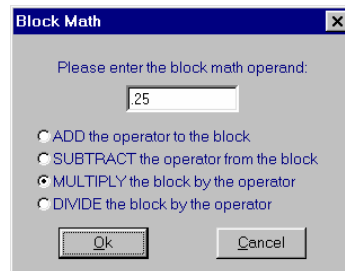 Block Math
Please enter the block math operand:
.25
ADD the operator to the block
SUBTRACT the operator from the block
MULTIPLY the block by the operator
DIVIDE the block by the operator
Ok
Cancel